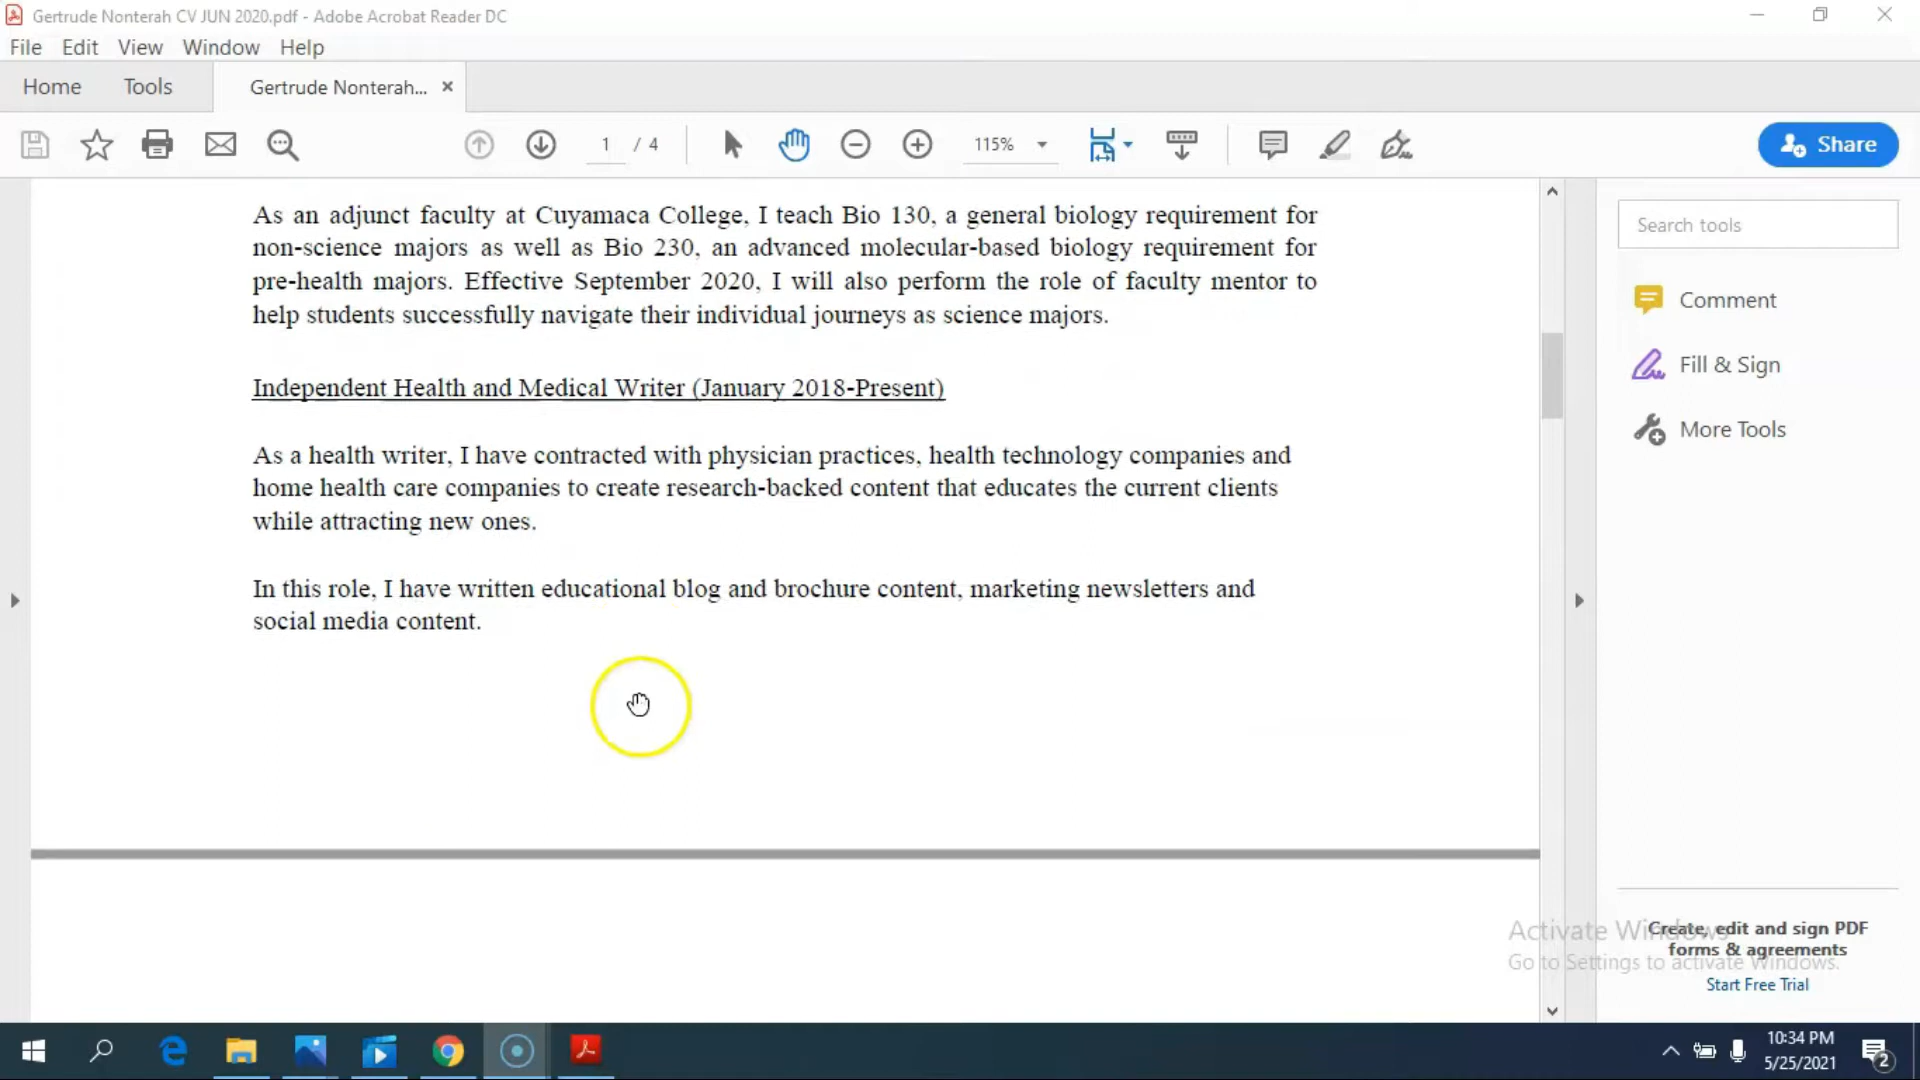 Gertrude Nonterah CV JUN 2020.pdf - Adobe Acrobat Reader DC
File Edit View Window Help
Home Tools Gertrude Nonterah... ×
1 / 4 115% Share
As an adjunct faculty at Cuyamaca College, I teach Bio 130, a general biology requirement for
non-science majors as well as Bio 230, an advanced molecular-based biology requirement for
pre-health majors. Effective September 2020, I will also perform the role of faculty mentor to
help students successfully navigate their individual journeys as science majors.
Independent Health and Medical Writer (January 2018-Present)
As a health writer, I have contracted with physician practices, health technology companies and
home health care companies to create research-backed content that educates the current clients
while attracting new ones.
In this role, I have written educational blog and brochure content, marketing newsletters and
social media content.
Search tools
Comment
Fill & Sign
More Tools
Create, edit and sign PDF
forms & agreements
Start Free Trial
Activate Windows
Go to Settings to activate Windows.
10:34 PM
5/25/2021
2